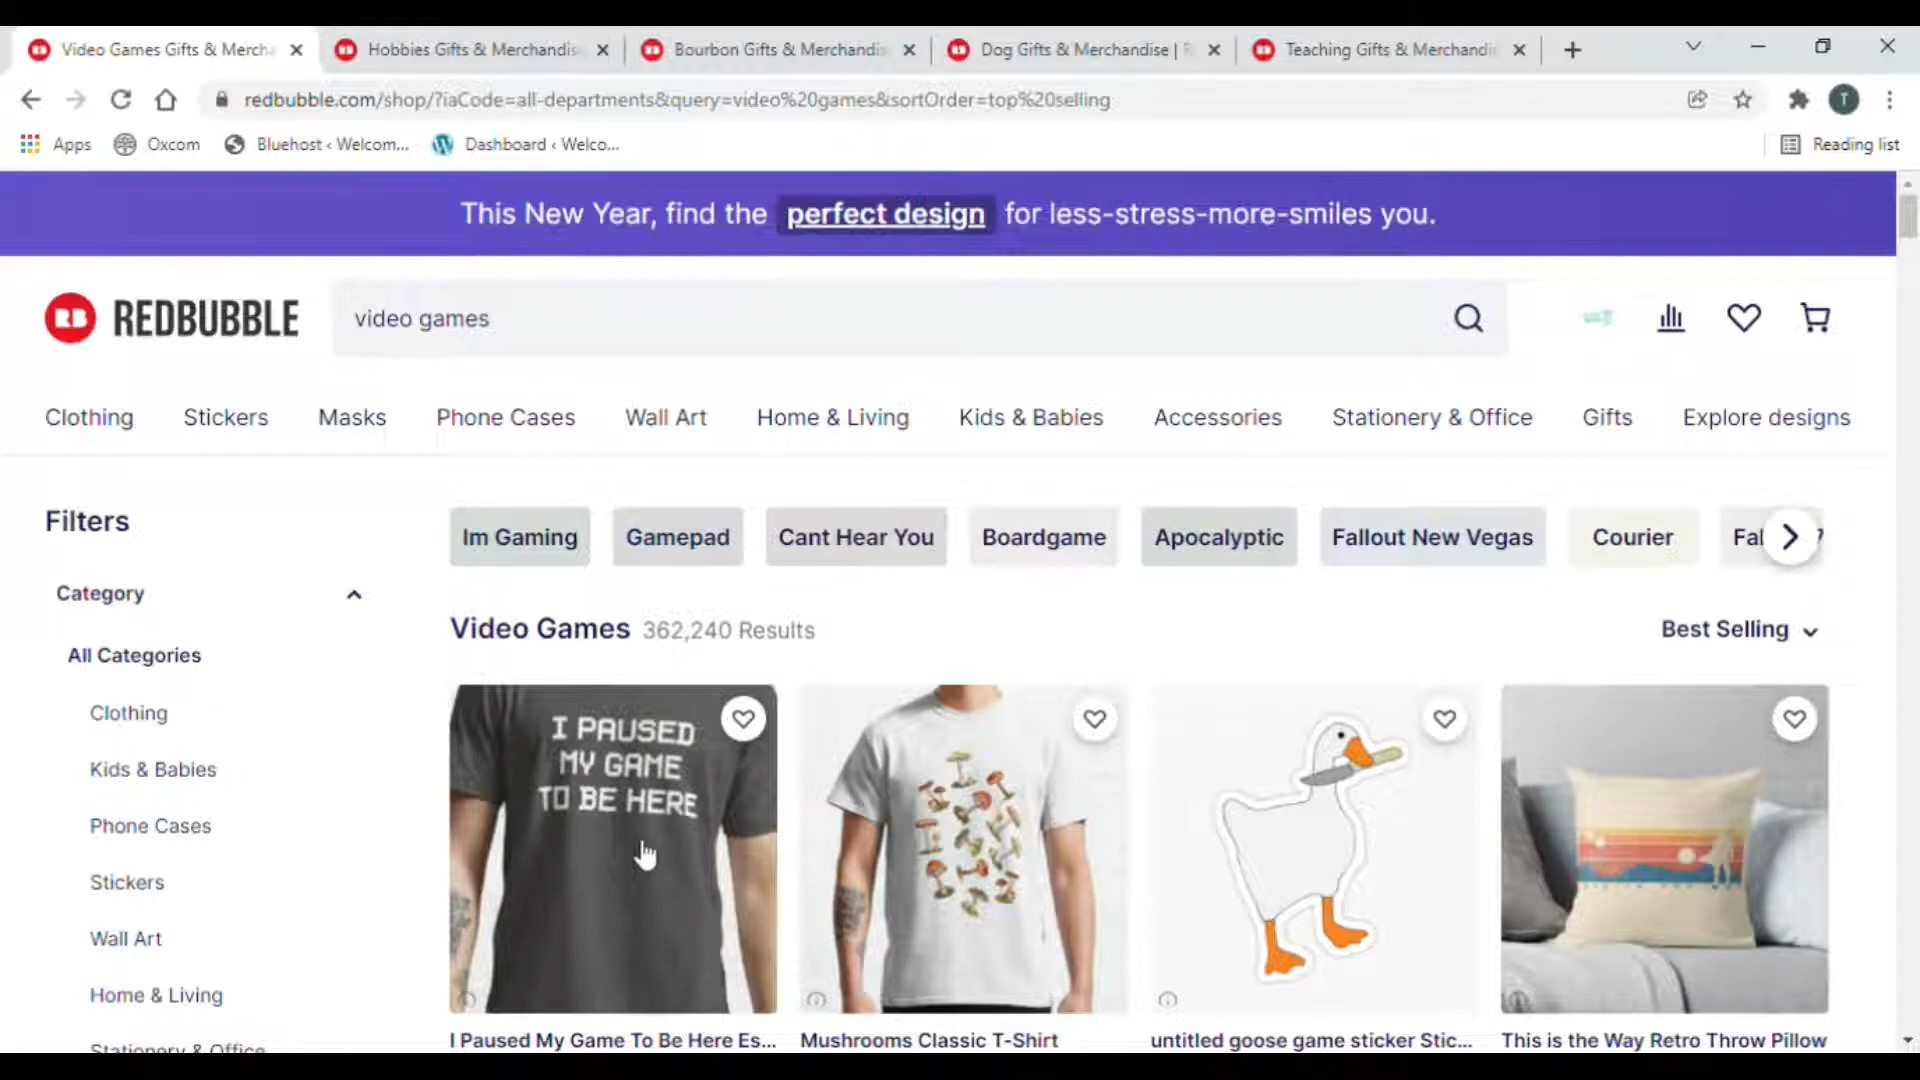 Video Games Gifts & Mercha
Hobbies Gifts & Merchandis
Bourbon Gifts & Merchandis
Dog Gifts & Merchandise | R
Teaching Gifts & Merchandi
redbubble.com/shop/?iaCode=all-departments&query=video%20games&sortOrder=top%20selling
T
Apps
Oxcom
Bluehost ‹ Welcom...
Dashboard ‹ Welco...
Reading list
This New Year, find the perfect design for less-stress-more-smiles you.
RB REDBUBBLE
video games
Clothing
Stickers
Masks
Phone Cases
Wall Art
Home & Living
Kids & Babies
Accessories
Stationery & Office
Gifts
Explore designs
Filters
Im Gaming
Gamepad
Cant Hear You
Boardgame
Apocalyptic
Fallout New Vegas
Courier
Fal
Category
Video Games 362,240 Results
Best Selling
All Categories
Clothing
Kids & Babies
Phone Cases
Stickers
Wall Art
Home & Living
Stationery & Office
I PAUSED
MY GAME
TO BE HERE
I Paused My Game To Be Here Es...
Mushrooms Classic T-Shirt
untitled goose game sticker Stic...
This is the Way Retro Throw Pillow